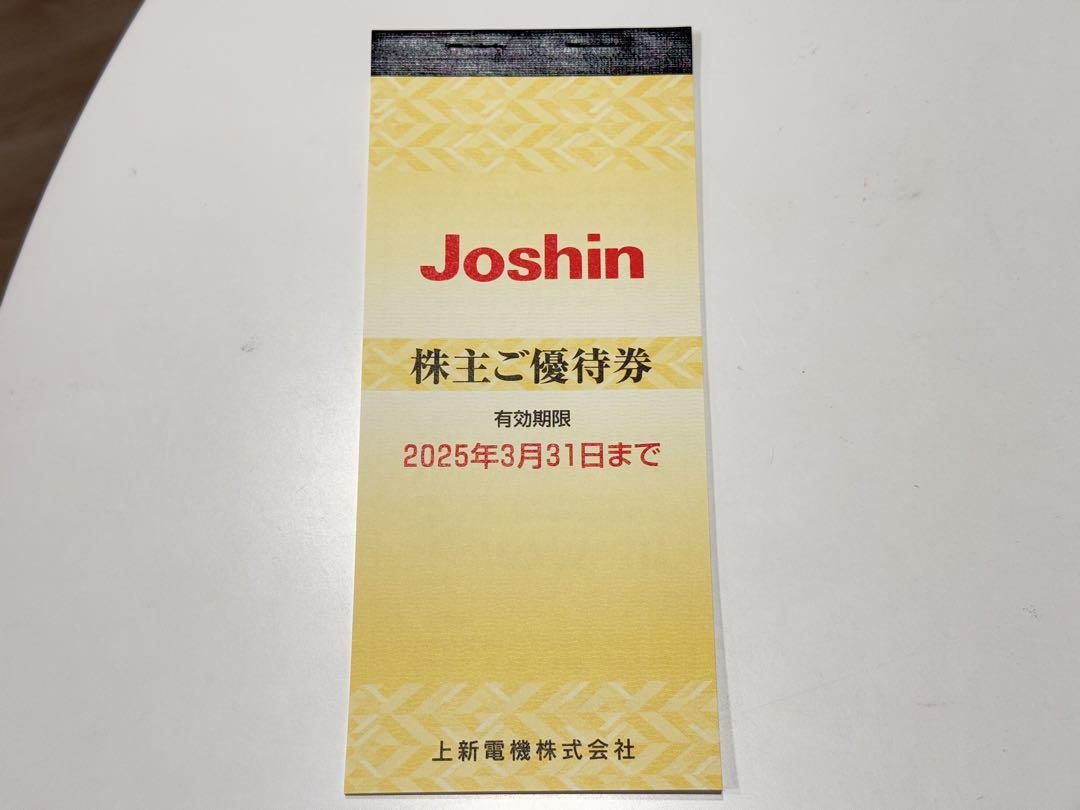 Joshin
株主ご優待券
有効期限
2025年3月31日まで
上新電機株式会社